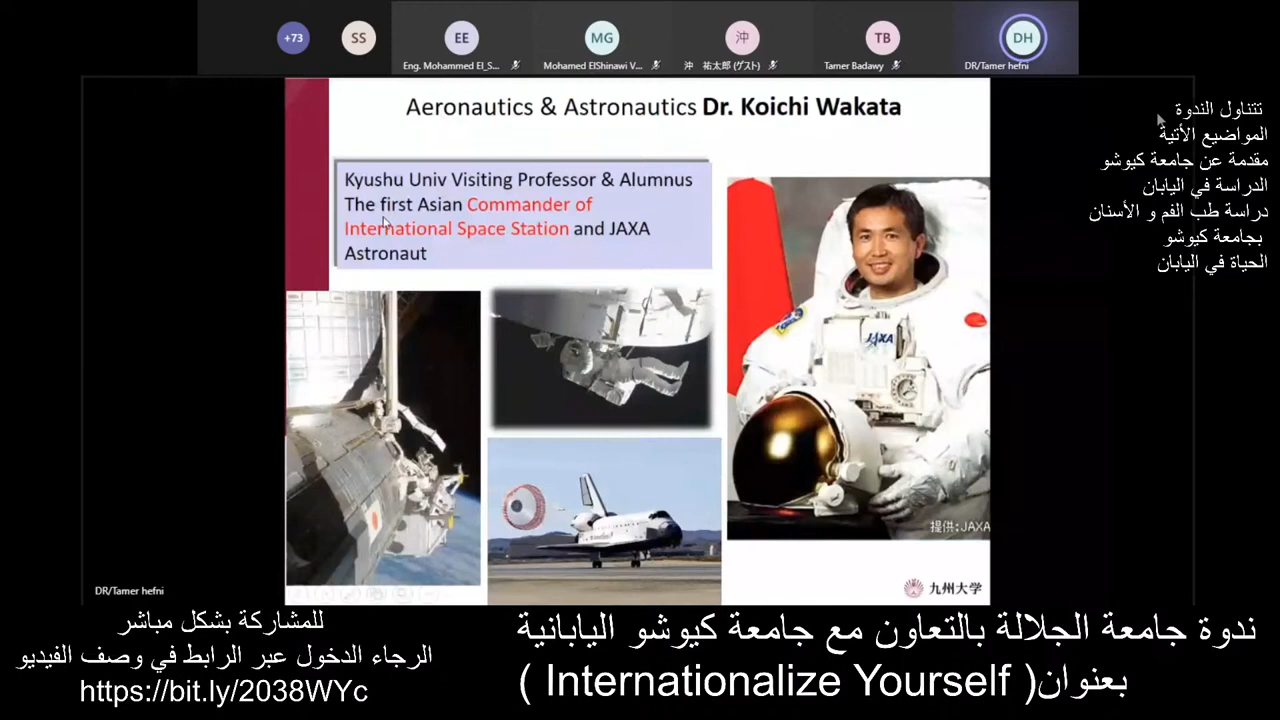 +73
SS
EE
MG
沖
TB
DH
Eng. Mohammed El_S...
Mohamed ElShinawi V...
沖 祐太郎 (ゲスト)
Tamer Badawy
DR/Tamer hefni
Aeronautics & Astronautics Dr. Koichi Wakata
Kyushu Univ Visiting Professor & Alumnus
The first Asian Commander of
International Space Station and JAXA
Astronaut
JAXA
提供:JAXA
九州大学
DR/Tamer hefni
تتناول الندوة
المواضيع الأتية
مقدمة عن جامعة كيوشو
الدراسة في اليابان
دراسة طب الفم و الأسنان
بجامعة كيوشو
الحياة في اليابان
للمشاركة بشكل مباشر
الرجاء الدخول عبر الرابط في وصف الفيديو
https://bit.ly/2038WYc
ندوة جامعة الجلالة بالتعاون مع جامعة كيوشو اليابانية
بعنوان( Internationalize Yourself )